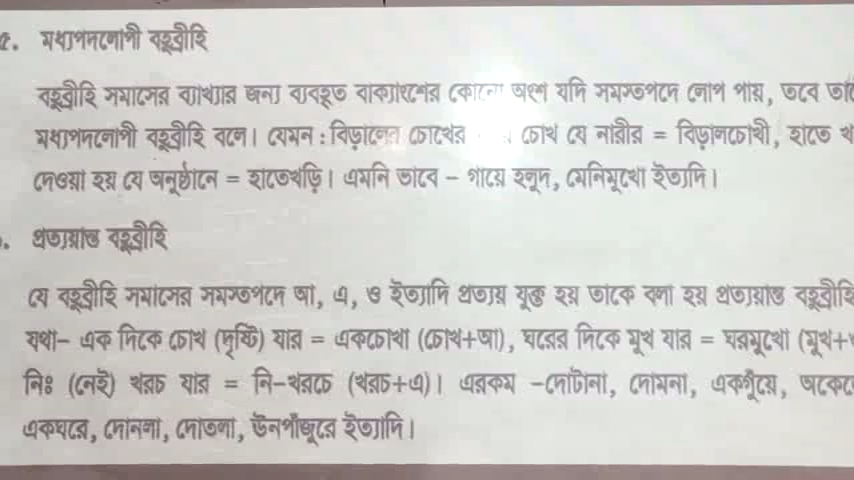 ৫. মধ্যপদলোপী বহুব্রীহি
বহুব্রীহি সমাসের ব্যাখ্যার জন্য ব্যবহৃত বাক্যাংশের কোনো অংশ যদি সমস্তপদে লোপ পায়, তবে
মধ্যপদলোপী বহুব্রীহি বলে। যেমন : বিড়ালের চোখের চোখ যে নারীর = বিড়ালচোখী, হাতে
দেওয়া হয় যে অনুষ্ঠানে = হাতেখড়ি। এমনি ভাবে – গায়ে হলুদ, মেনিমুখো ইত্যাদি।
. প্রত্যয়ান্ত বহুব্রীহি
যে বহুব্রীহি সমাসের সমস্তপদে আ, এ, ও ইত্যাদি প্রত্যয় যুক্ত হয় তাকে বলা হয় প্রত্যয়ান্ত বহুব্রীহি
যথা– এক দিকে চোখ (দৃষ্টি) যার = একচোখা (চোখ+আ), ঘরের দিকে মুখ যার = ঘরমুখো (মুখ+
নিঃ (নেই) খরচ যার = নি-খরচে (খরচ+এ)। এরকম –দোটানা, দোমনা, একগুঁয়ে,
একঘরে, দোনলা, দোতলা, ঊনপাঁজুরে ইত্যাদি।